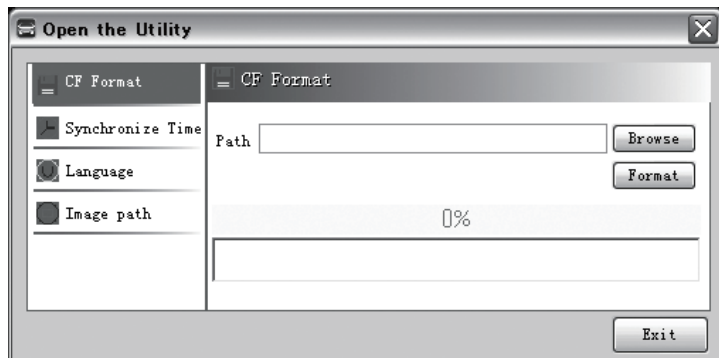 Open the Utility
CF Format
Synchronize Time
Language
Image path
CF Format
Path
Browse
Format
0%
Exit